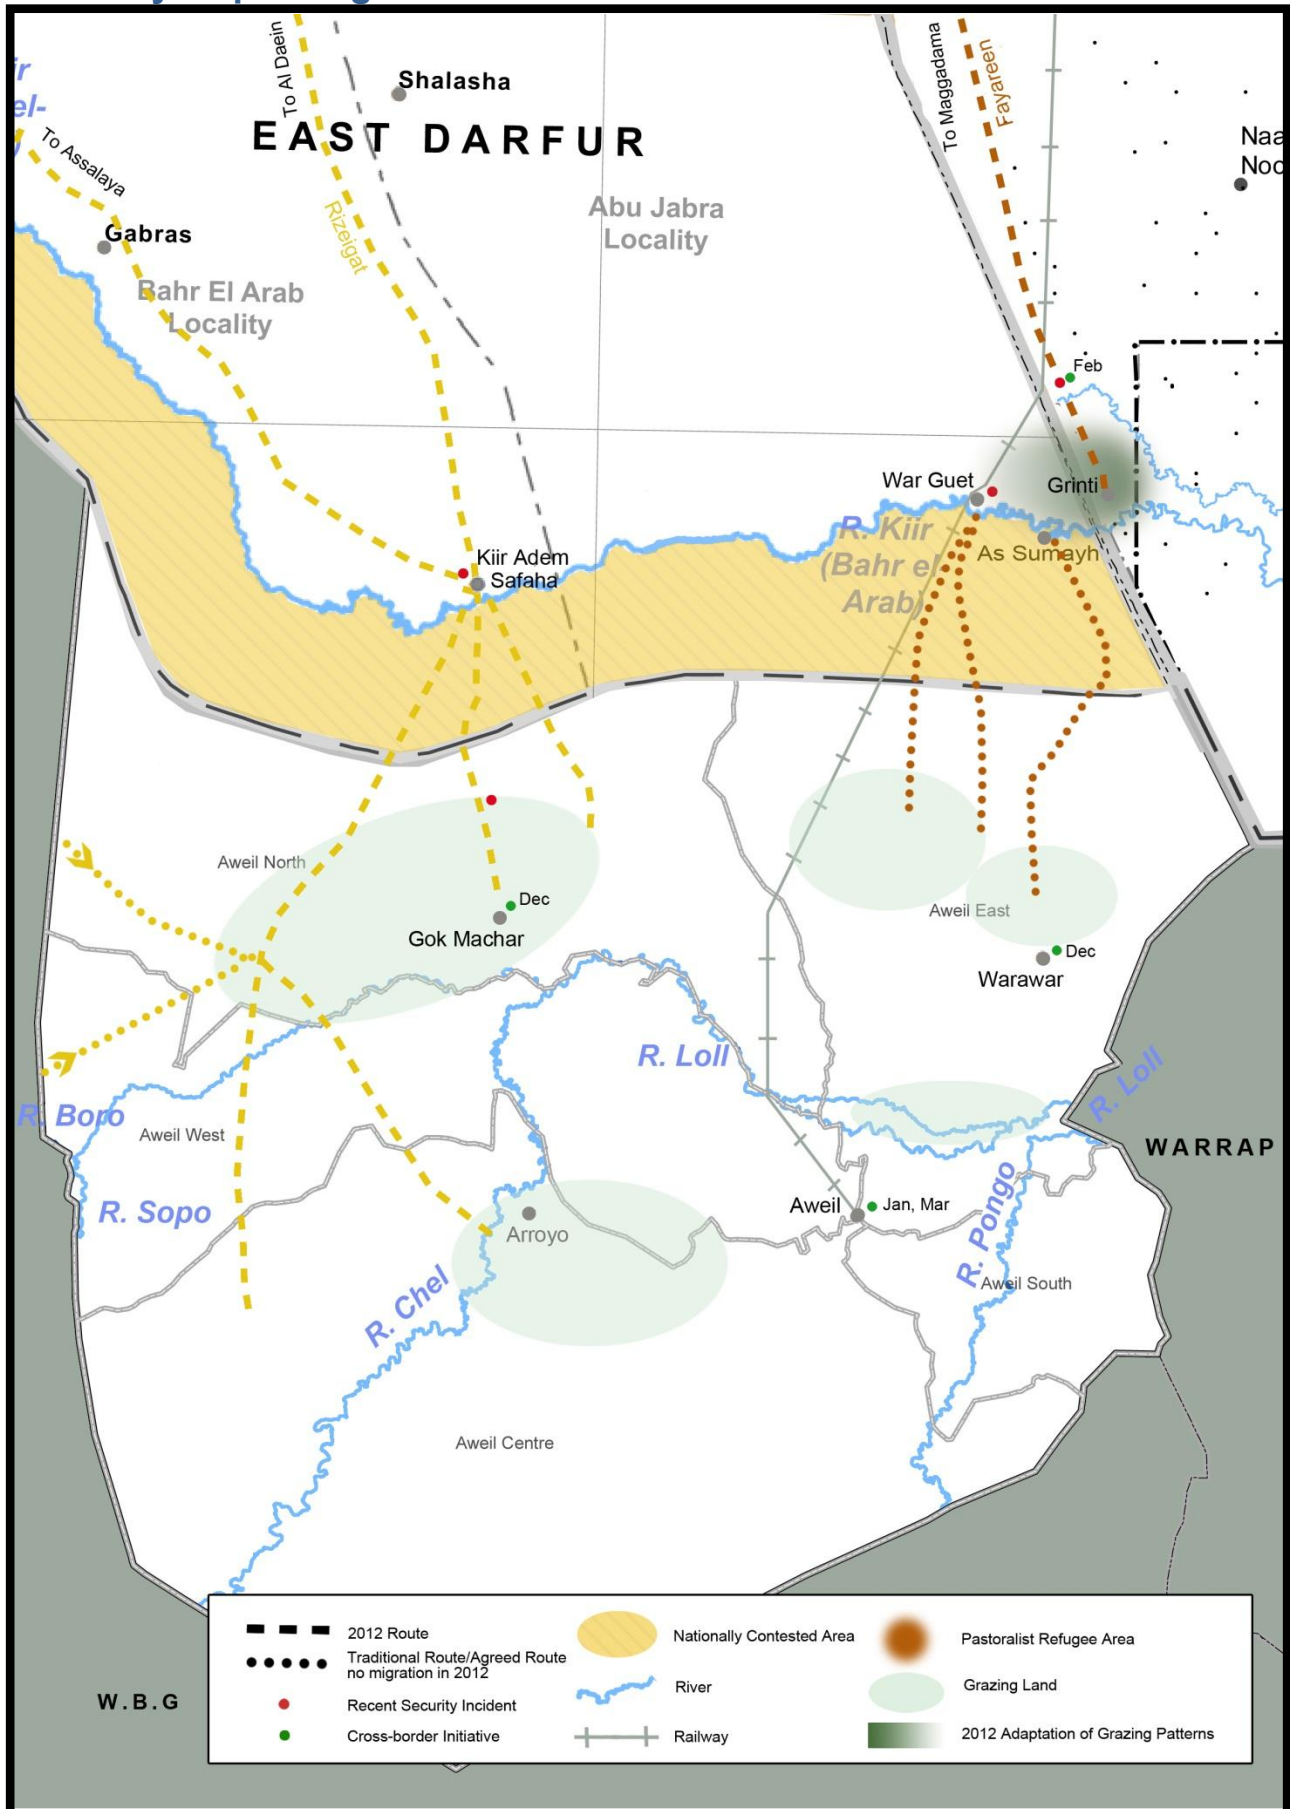 ir
el-
To Assalaya
To Al Daein
Shalasha
EAST DARFUR
To Maggadama
Fayareen
Naa
Noo
Rizeigat
Abu Jabra
Locality
Gabras
Bahr El Arab
Locality
Feb
War Guet
Grinti
R. Kiir
(Bahr el
Arab)
As Sumayh
Kiir Adem
Safaha
Aweil North
Dec
Gok Machar
Aweil East
Dec
Warawar
R. Loll
R. Loll
R. Boro
Aweil West
WARRAP
R. Sopo
Arroyo
Aweil
Jan, Mar
R. Pongo
Aweil South
R. Chel
Aweil Centre
W.B.G
2012 Route
Traditional Route/Agreed Route
no migration in 2012
Recent Security Incident
Cross-border Initiative
Nationally Contested Area
River
Railway
Pastoralist Refugee Area
Grazing Land
2012 Adaptation of Grazing Patterns